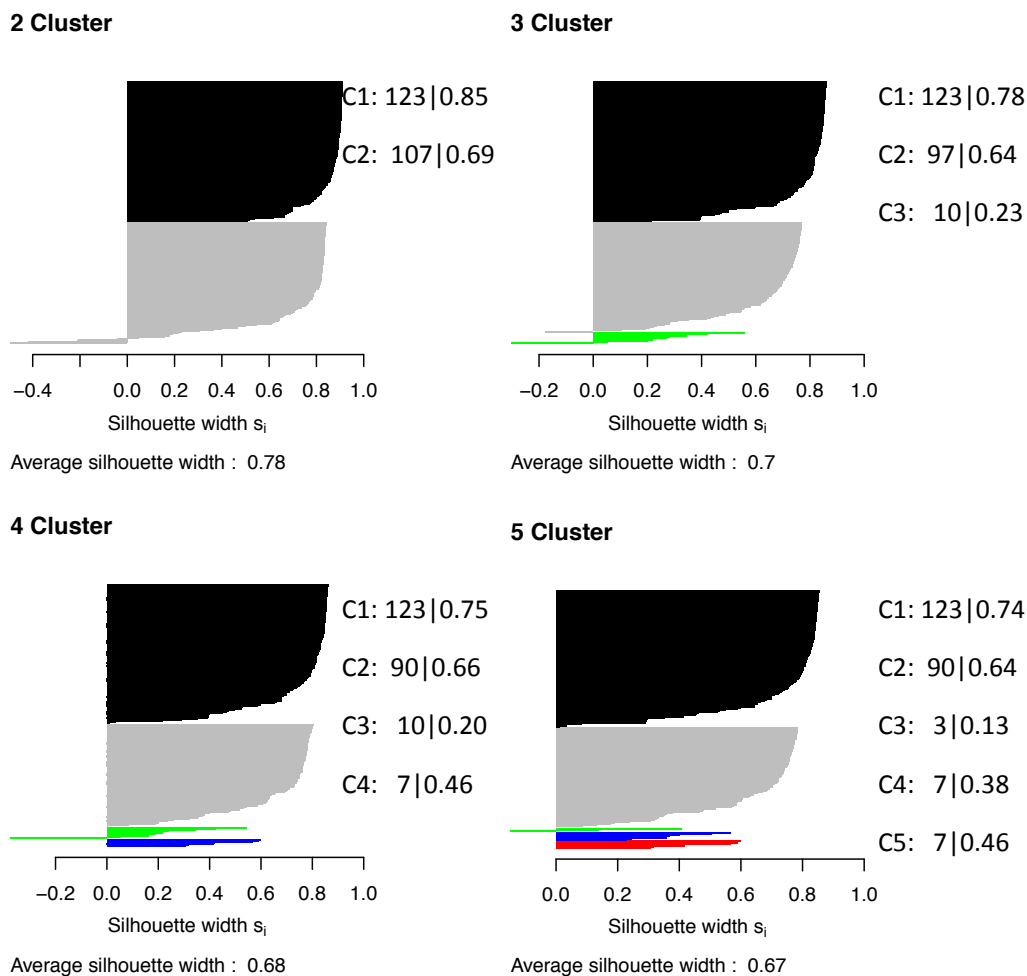 2 Cluster
C1: 123|0.85
C2: 107|0.69
−0.4 0.0 0.2 0.4 0.6 0.8 1.0
Silhouette width si
Average silhouette width : 0.78
3 Cluster
C1: 123|0.78
C2: 97|0.64
C3: 10|0.23
−0.2 0.0 0.2 0.4 0.6 0.8 1.0
Silhouette width si
Average silhouette width : 0.7
4 Cluster
C1: 123|0.75
C2: 90|0.66
C3: 10|0.20
C4: 7|0.46
−0.2 0.0 0.2 0.4 0.6 0.8 1.0
Silhouette width si
Average silhouette width : 0.68
5 Cluster
C1: 123|0.74
C2: 90|0.64
C3: 3|0.13
C4: 7|0.38
C5: 7|0.46
0.0 0.2 0.4 0.6 0.8 1.0
Silhouette width si
Average silhouette width : 0.67